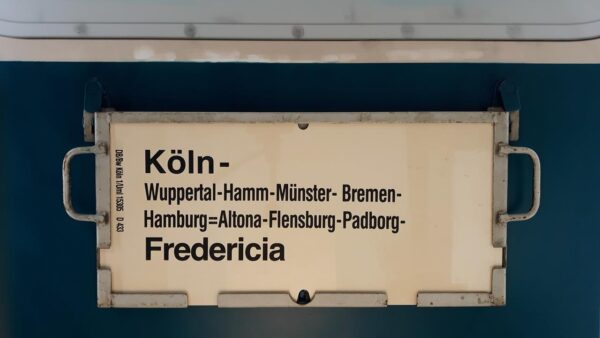 Köln-
Wuppertal-Hamm-Münster- Bremen-
Hamburg=Altona-Flensburg-Padborg-
Fredericia